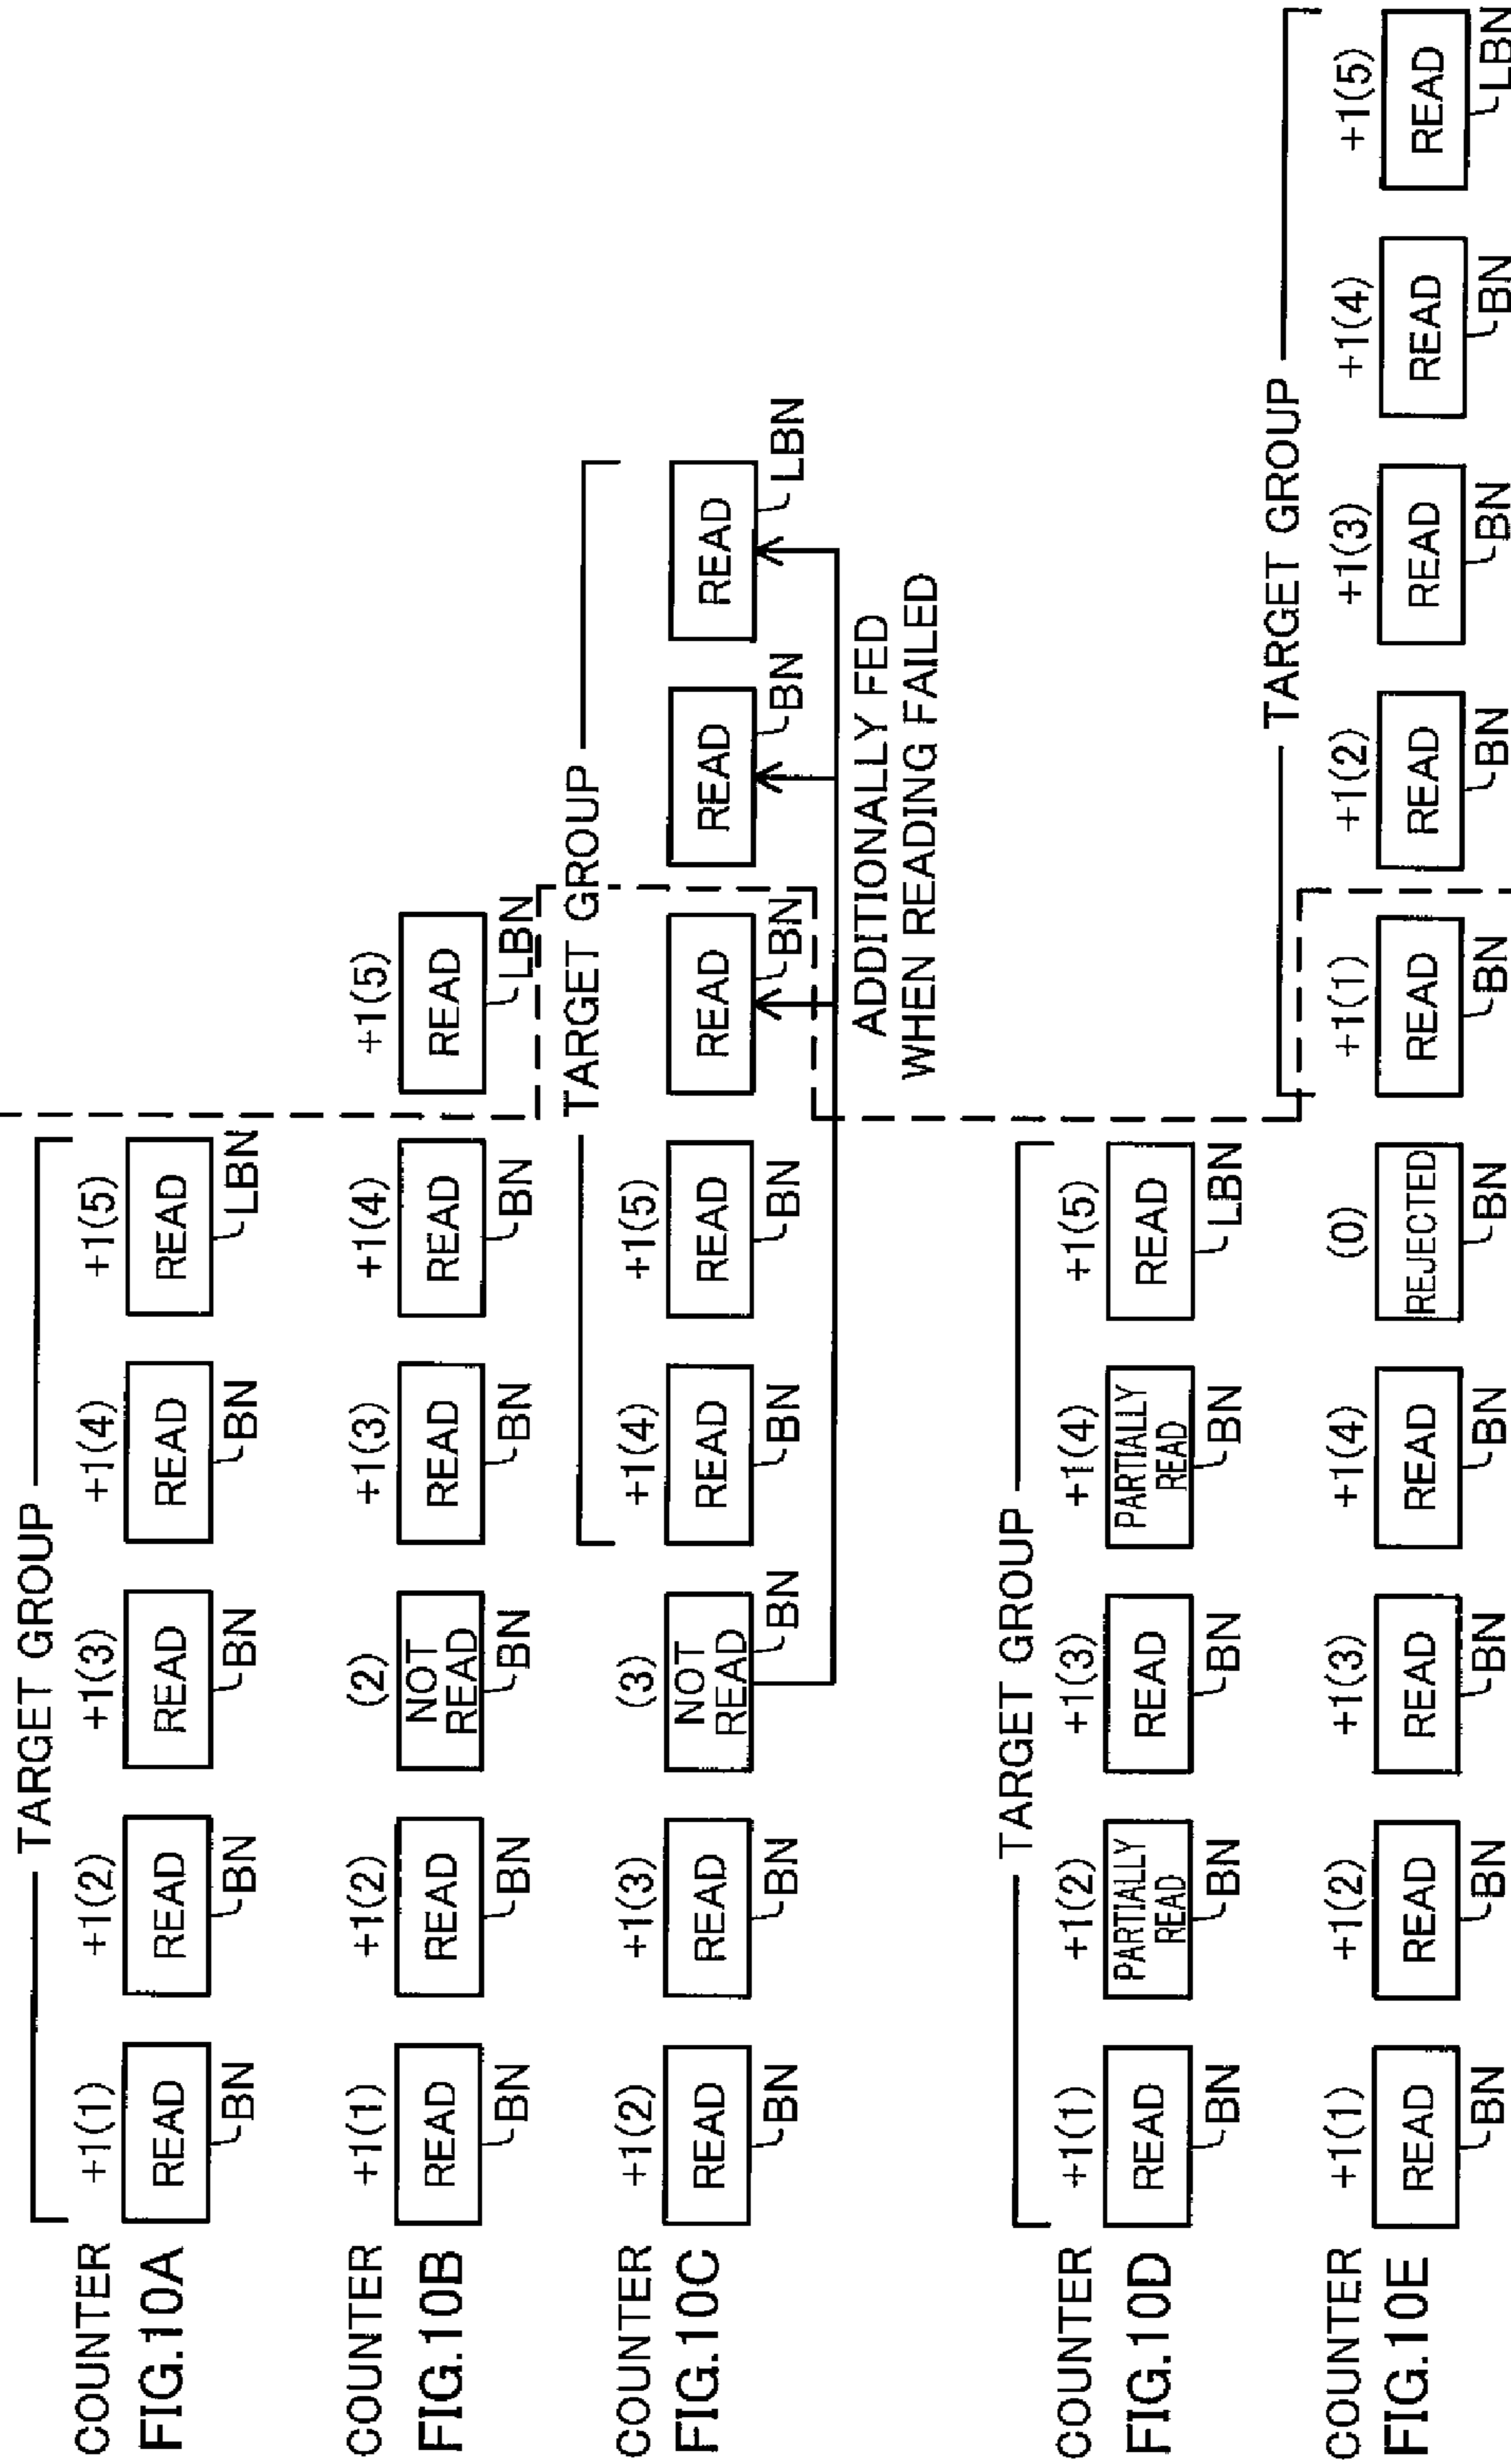 TARGET GROUP
COUNTER +1(1) +1(2) +1(3) +1(4) +1(5)
FIG.10A READ READ READ READ READ
BN BN BN BN LBN
COUNTER +1(1) +1(2) (2) +1(3) +1(4) +1(5)
FIG.10B READ READ NOT READ READ READ READ
BN BN BN BN BN LBN
TARGET GROUP
COUNTER +1(2) +1(3) (3) +1(4) +1(5)
FIG.10C READ READ NOT READ READ READ READ READ READ
BN BN BN BN BN BN BN LBN
ADDITIONALLY FED
WHEN READING FAILED
TARGET GROUP
COUNTER +1(1) +1(2) +1(3) +1(4) +1(5)
FIG.10D READ PARTIALLY READ READ PARTIALLY READ READ
BN BN BN BN LBN
TARGET GROUP
COUNTER +1(1) +1(2) +1(3) +1(4) (0) +1(1) +1(2) +1(3) +1(4) +1(5)
FIG.10E READ READ READ READ REJECTED READ READ READ READ READ
BN BN BN BN BN BN BN BN BN LBN